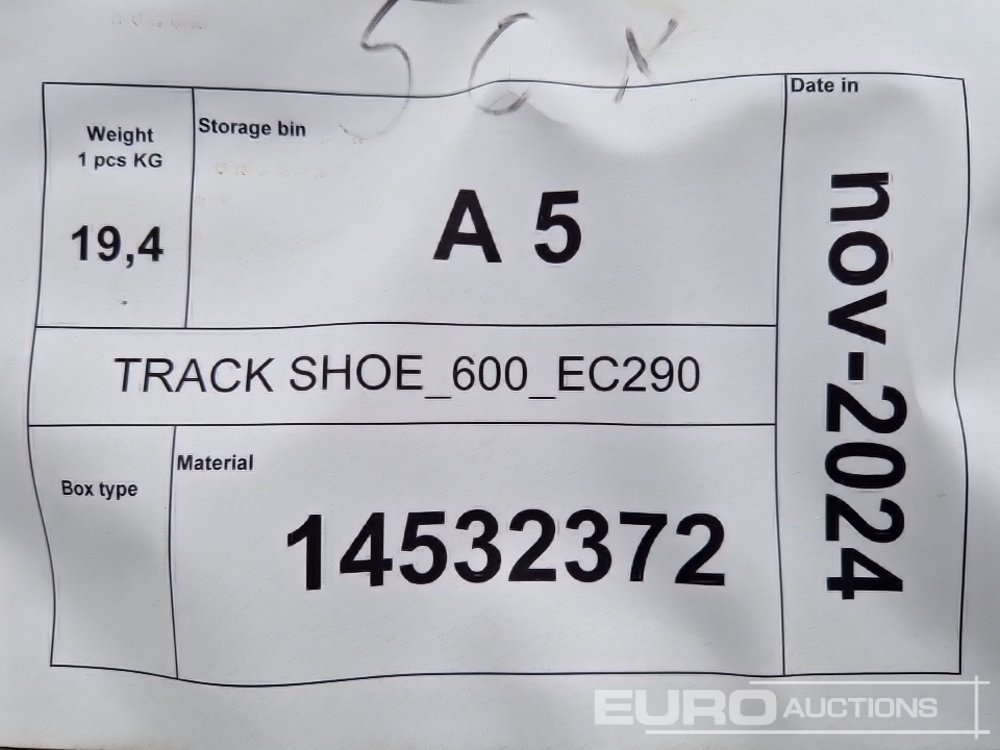 Weight
1 pcs KG
19,4
Storage bin
A 5
Date in
nov-2024
TRACK SHOE_600_EC290
Box type
Material
14532372
EURO AUCTIONS